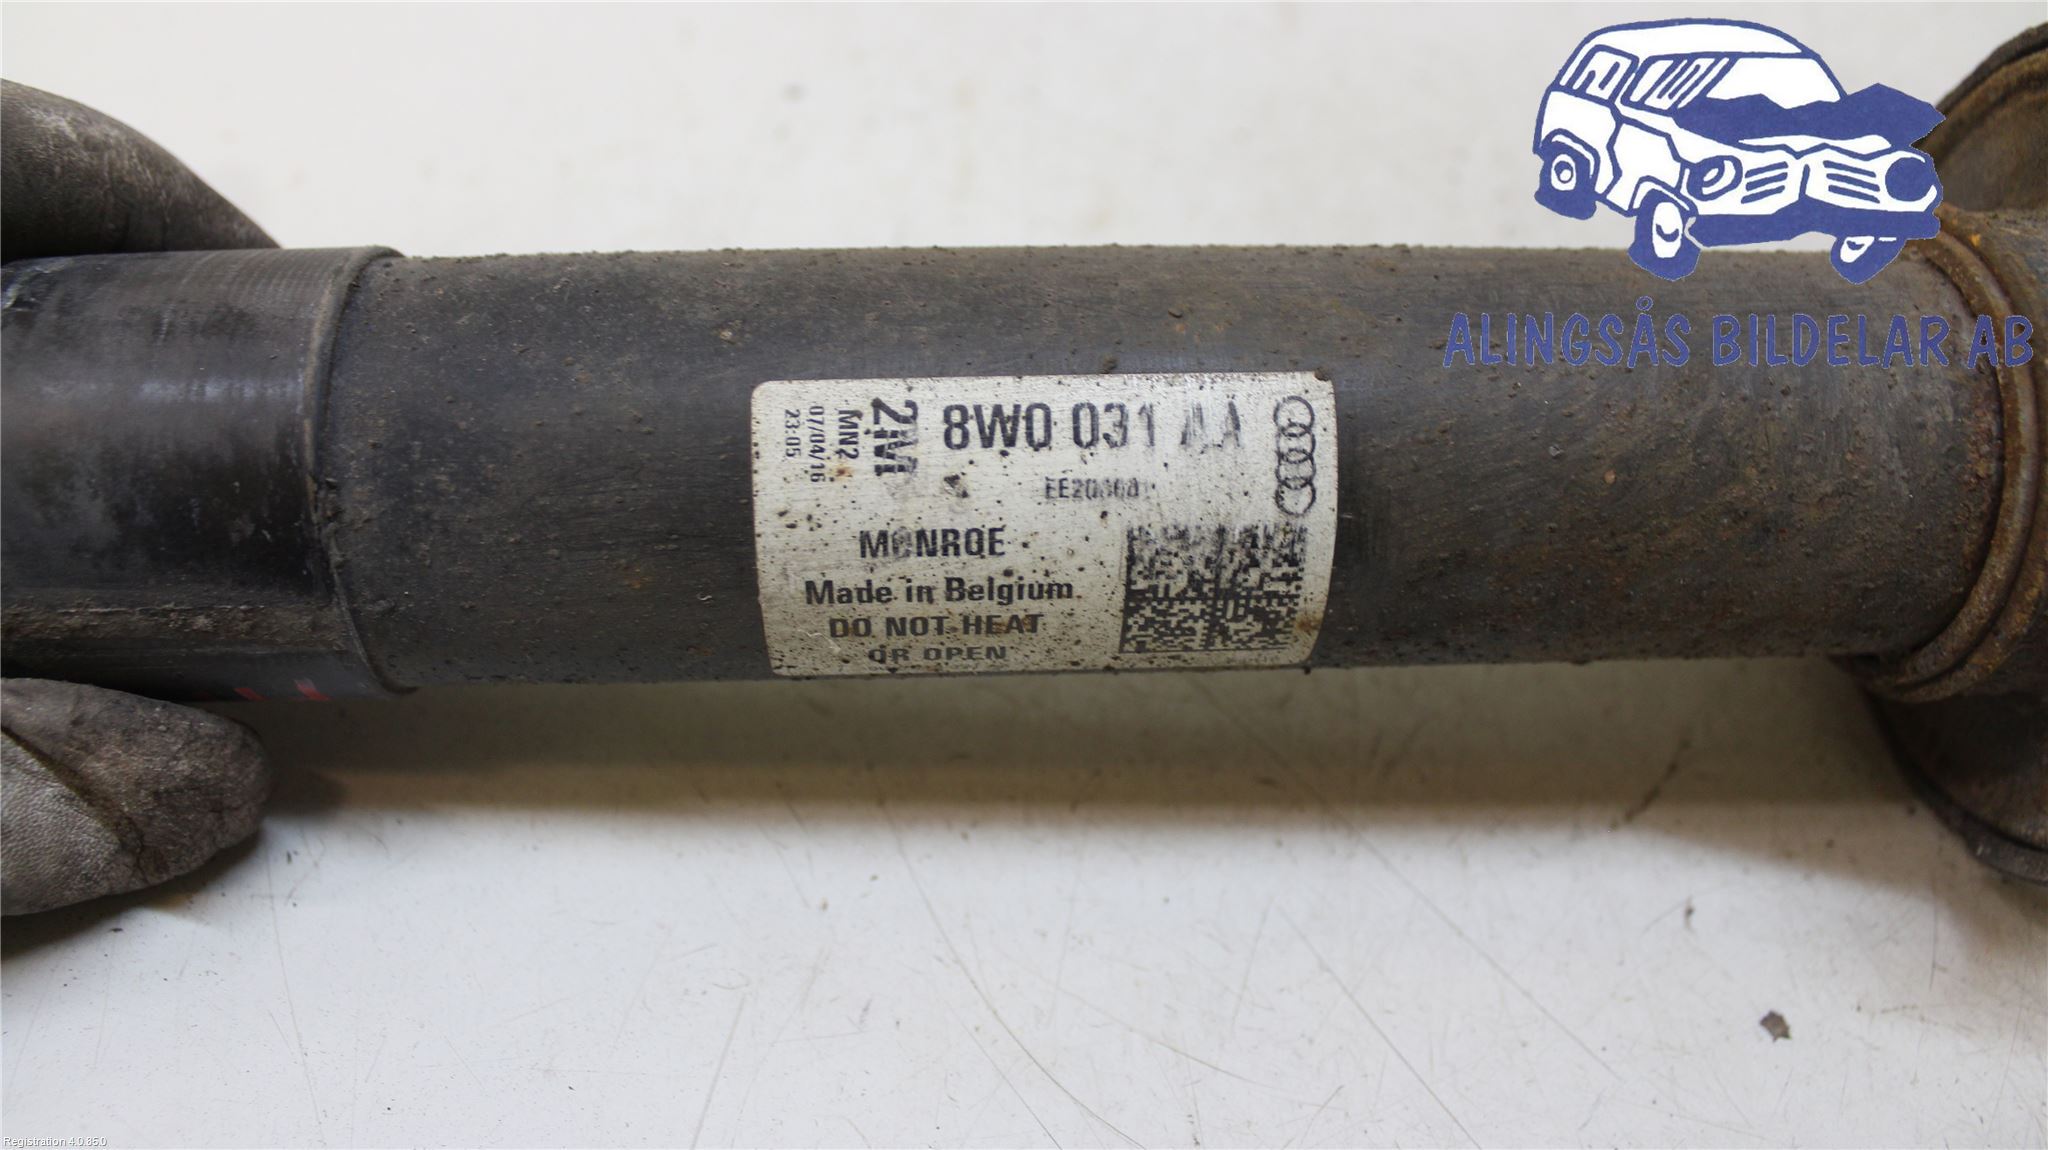 ALINGSÅS BILDELAR AB
2M
MN2
07/04/16
23:05
8W0 031 AA
MONROE
Made in Belgium
DO NOT HEAT
OR OPEN
Registration 4.0.85.0